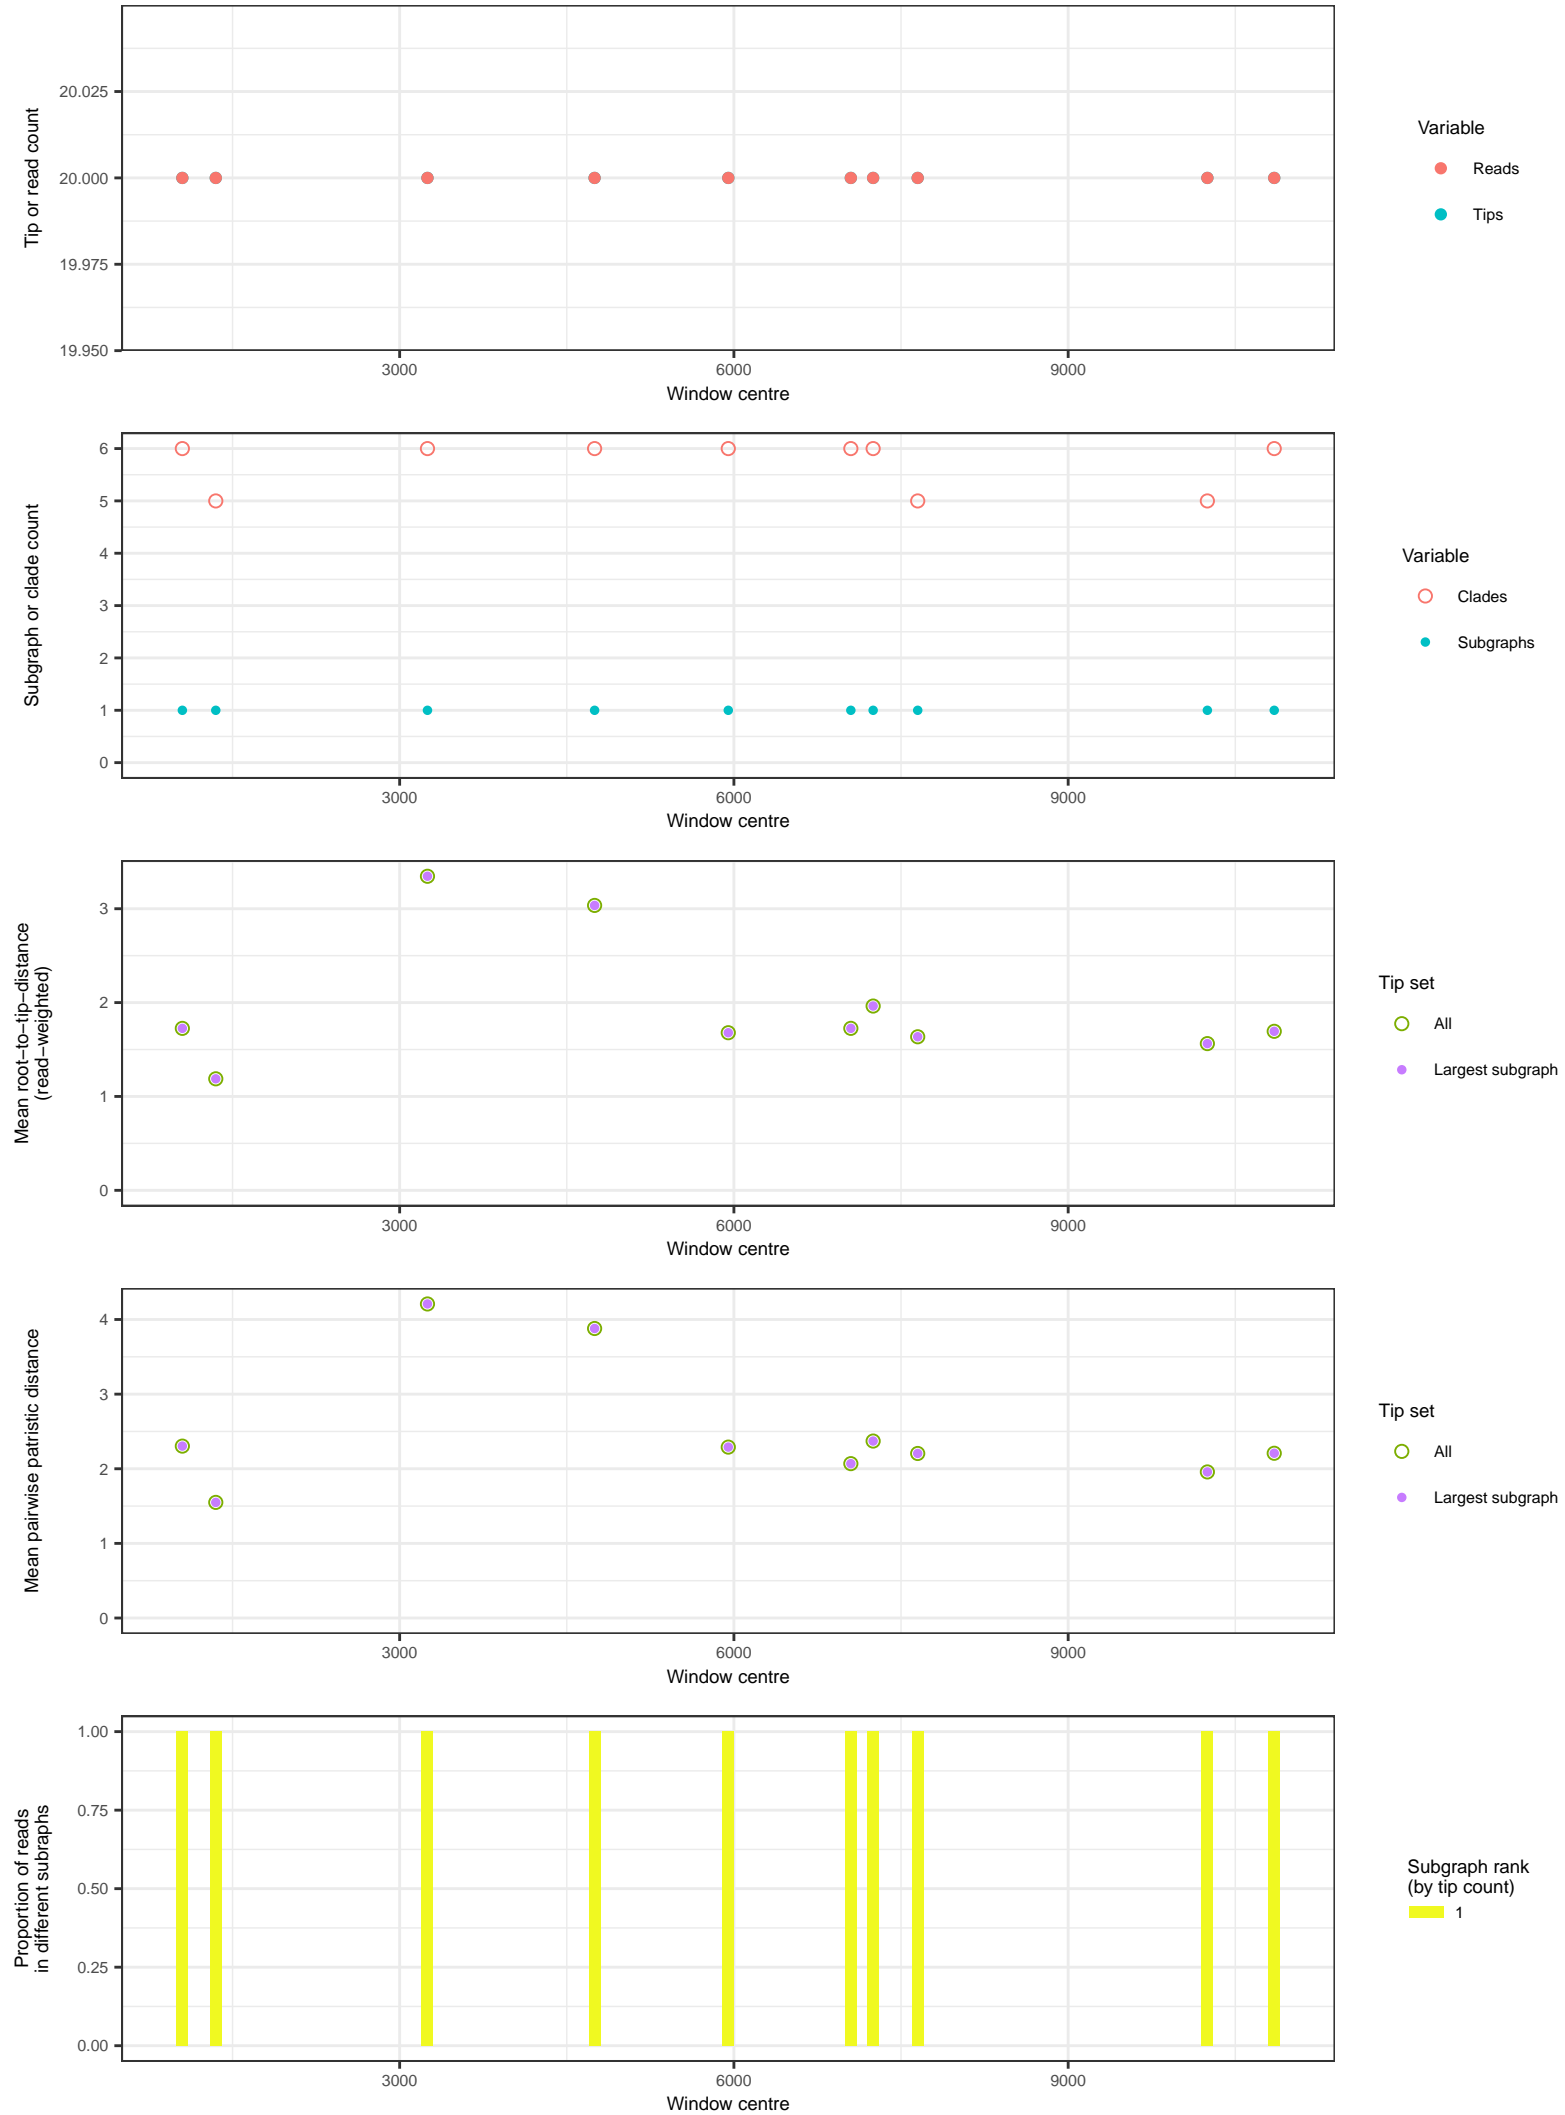 20.025
20.000
19.975
19.950
Tip or read count
3000 6000 9000
Window centre
Variable
Reads
Tips
6
5
4
3
2
1
0
Subgraph or clade count
3000 6000 9000
Window centre
Variable
Clades
Subgraphs
3
2
1
0
Mean root−to−tip−distance
(read−weighted)
3000 6000 9000
Window centre
Tip set
All
Largest subgraph
4
3
2
1
0
Mean pairwise patristic distance
3000 6000 9000
Window centre
Tip set
All
Largest subgraph
1.00
0.75
0.50
0.25
0.00
Proportion of reads
in different subraphs
3000 6000 9000
Window centre
Subgraph rank
(by tip count)
1